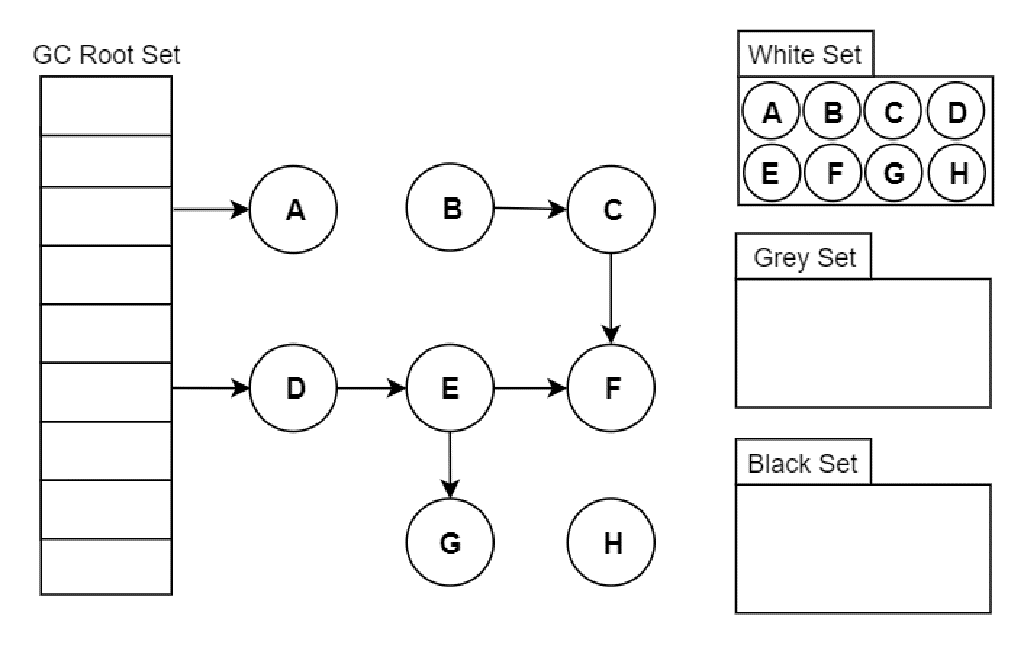 GC Root Set
White Set
A B C D
E F G H
A B C
D E F
G H
Grey Set
Black Set